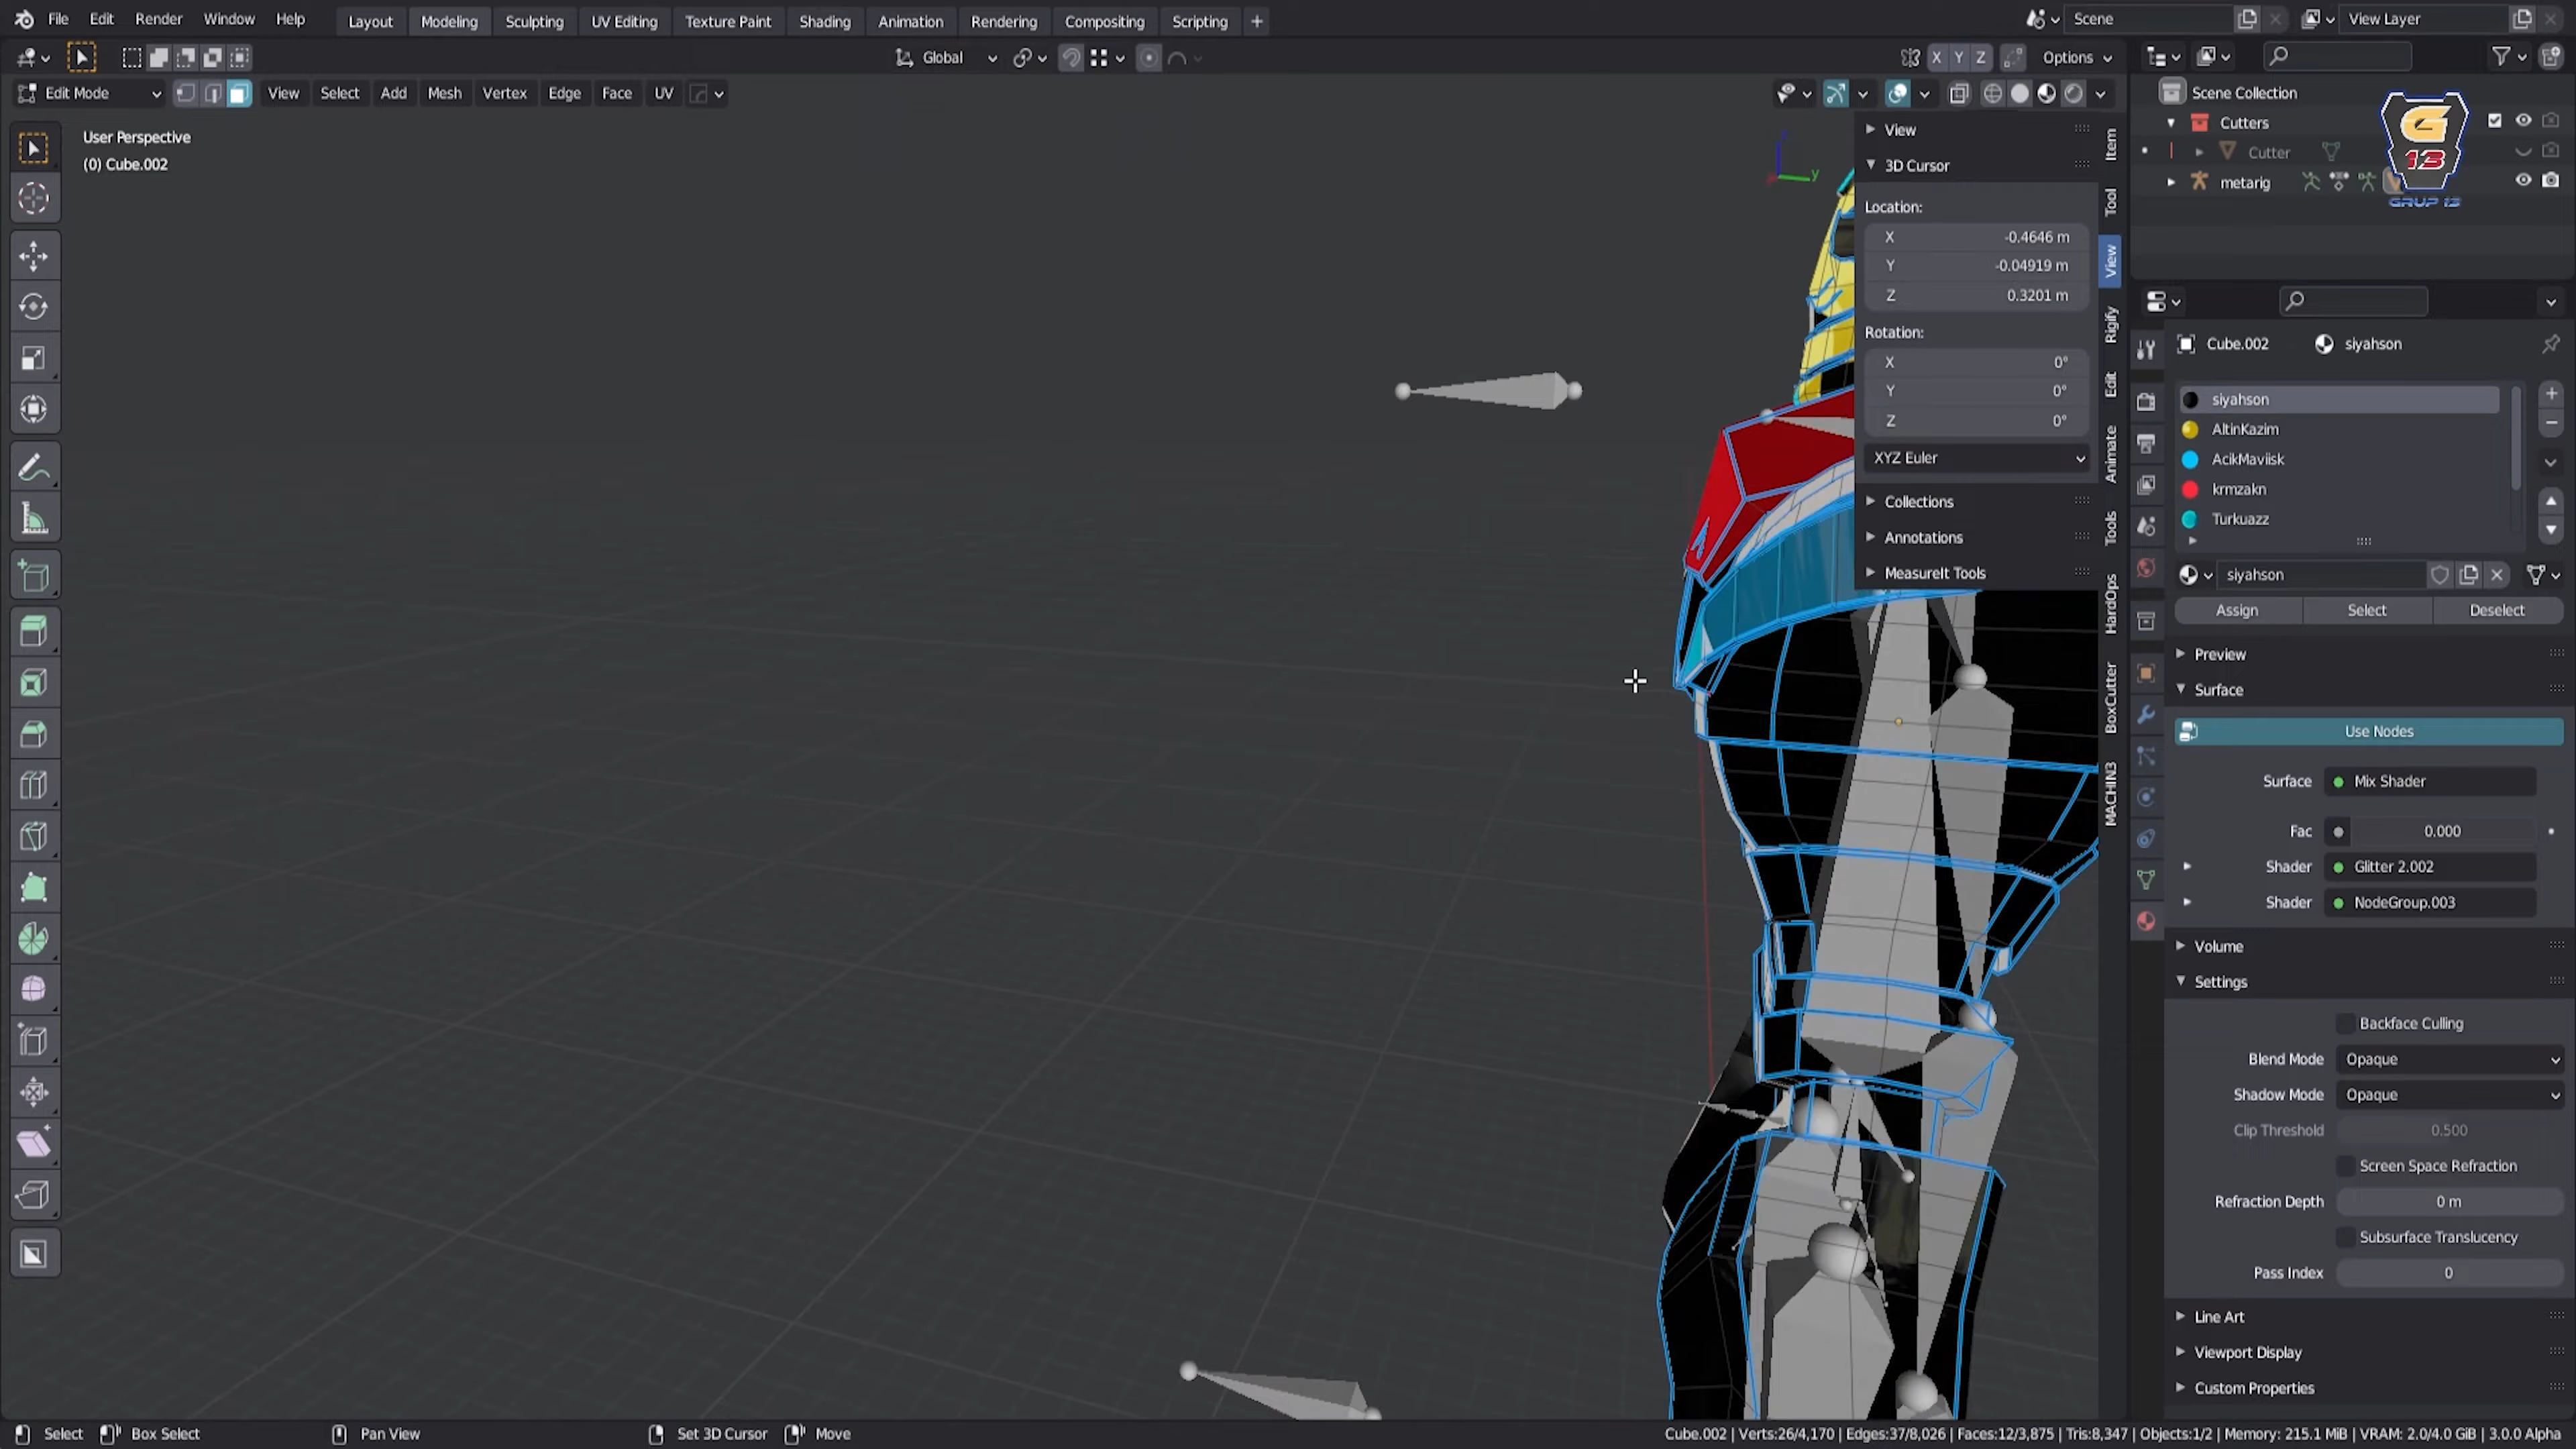 File Edit Render Window Help Layout Modeling Sculpting UV Editing Texture Paint Shading Animation Rendering Compositing Scripting + Scene View Layer
Global X Y Z Options
Edit Mode View Select Add Mesh Vertex Edge Face UV
User Perspective
(0) Cube.002
View
3D Cursor
Location:
X -0.4646 m
Y -0.04919 m
Z 0.3201 m
Rotation:
X 0°
Y 0°
Z 0°
XYZ Euler
Collections
Annotations
MeasureIt Tools
Item
Tool
View
Rigify
Edit
Animate
Tools
HardOps
BoxCutter
MACHIN3
y
Scene Collection
Cutters
Cutter
metarig
G
13
GRUP 13
Cube.002 siyahson
siyahson
AltinKazim
AcikMaviisk
krmzakn
Turkuazz
siyahson
Assign Select Deselect
Preview
Surface
Use Nodes
Surface Mix Shader
Fac 0.000
Shader Glitter 2.002
Shader NodeGroup.003
Volume
Settings
Backface Culling
Blend Mode Opaque
Shadow Mode Opaque
Clip Threshold 0.500
Screen Space Refraction
Refraction Depth 0 m
Subsurface Translucency
Pass Index 0
Line Art
Viewport Display
Custom Properties
Select Box Select Pan View Set 3D Cursor Move
Cube.002 | Verts:26/4,170 | Edges:37/8,026 | Faces:12/3,875 | Tris:8,347 | Objects:1/2 | Memory: 215.1 MiB | VRAM: 2.0/4.0 GiB | 3.0.0 Alpha